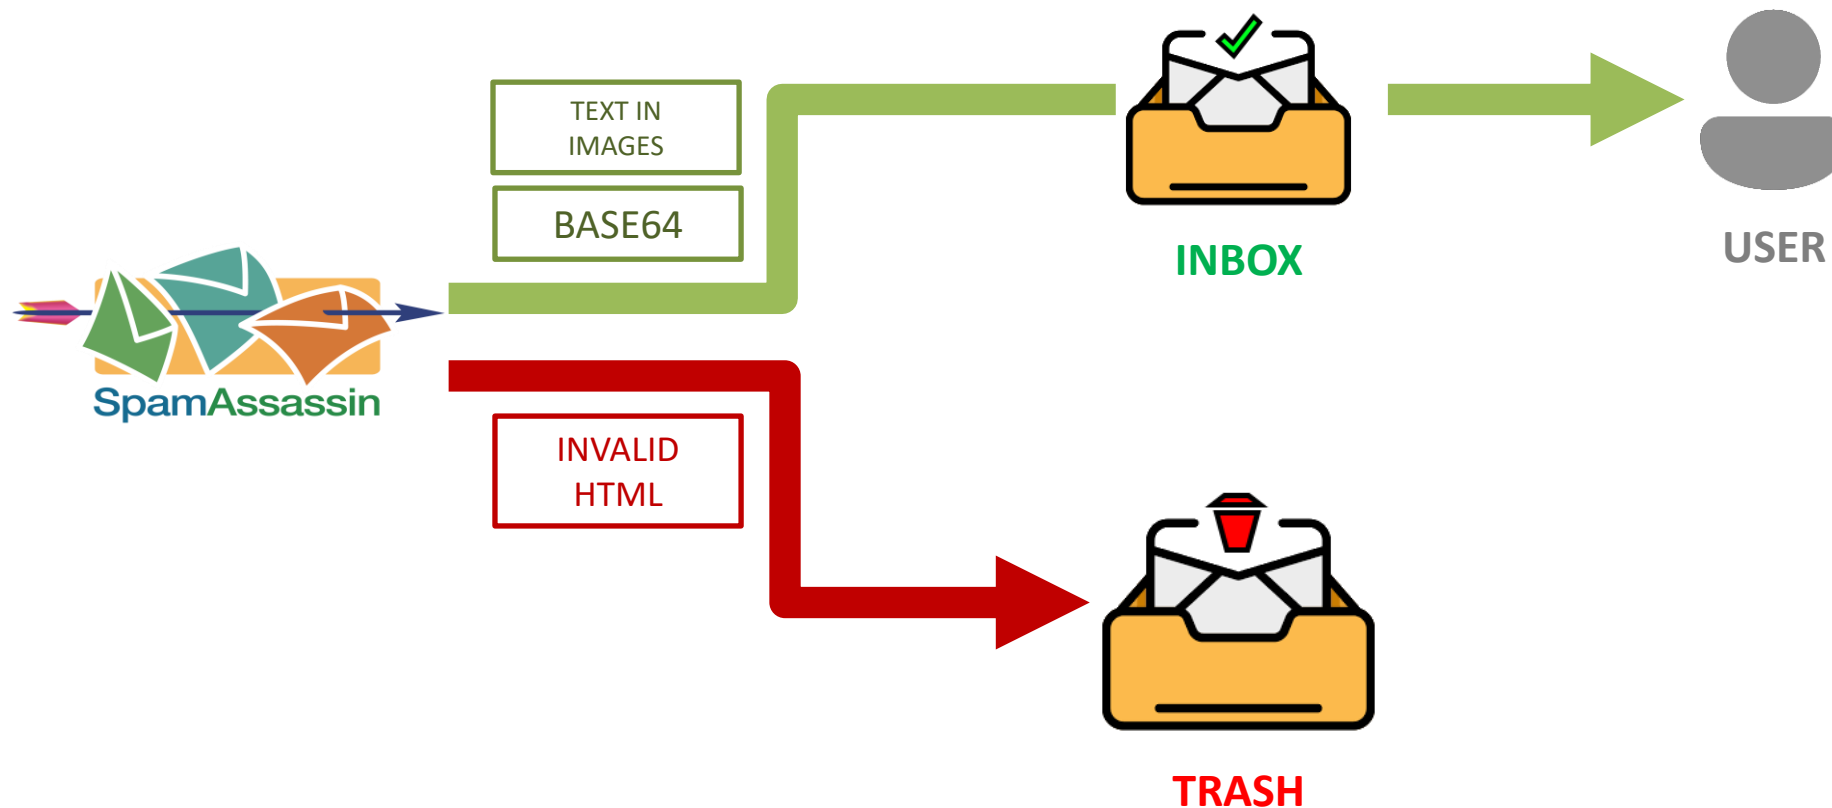 TEXT IN
IMAGES
BASE64
INBOX
USER
SpamAssassin
INVALID
HTML
TRASH